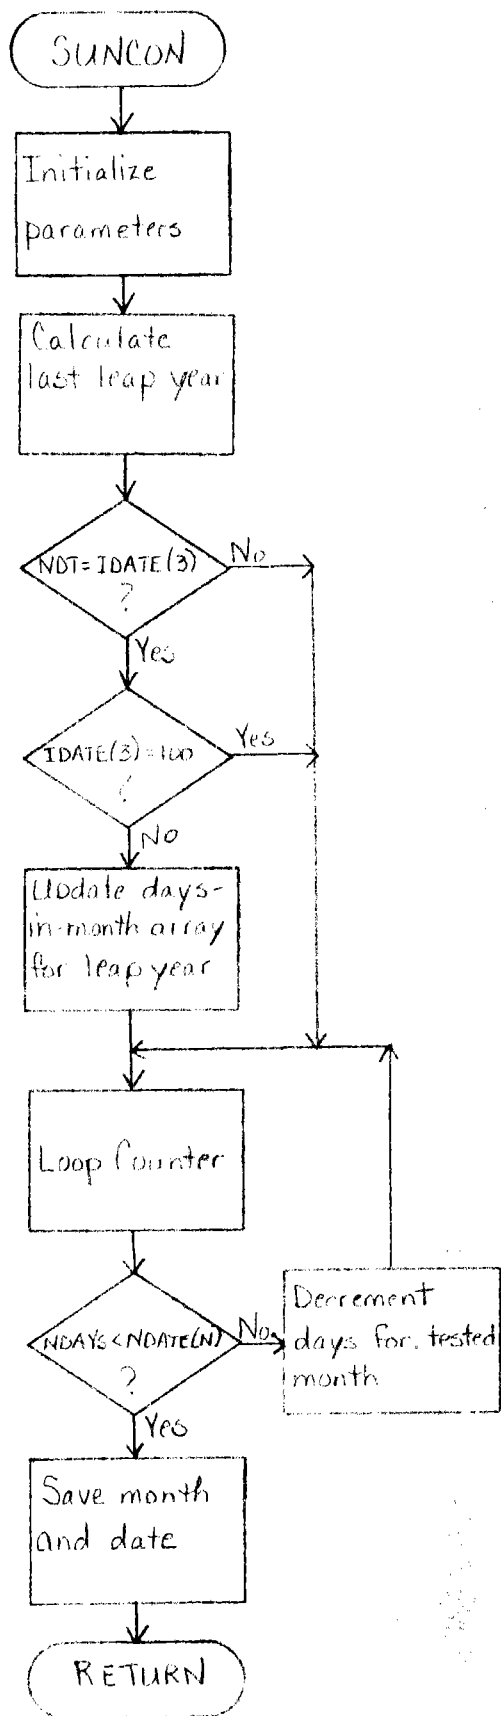 SUNCON
Initialize
parameters
Calculate
last leap year
NDT = IDATE(3)
?
No
Yes
IDATE(3) = 100
?
Yes
No
Update days-
in-month array
for leap year
Loop Counter
NDAYS < NDATE(N)
?
No
Decrement
days for tested
month
Yes
Save month
and date
RETURN